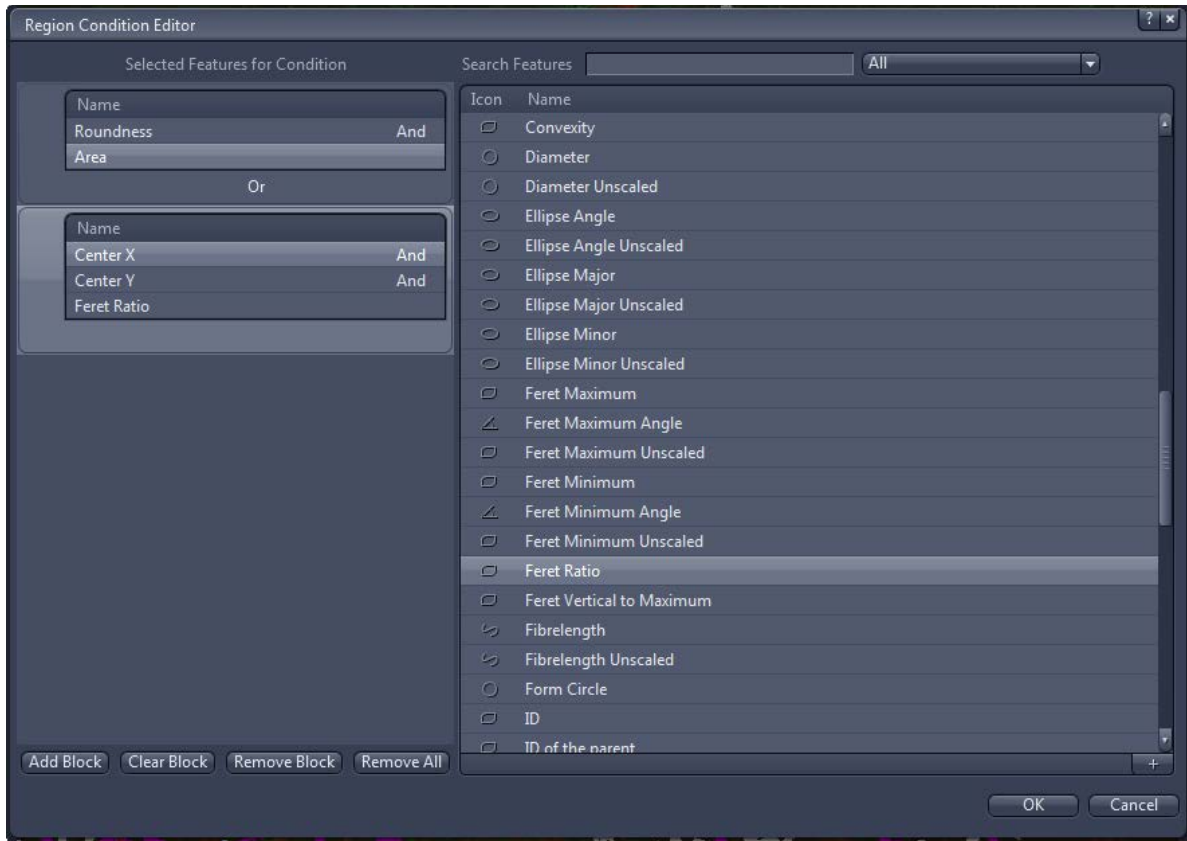 Region Condition Editor ? x
Selected Features for Condition
Name
Roundness And
Area
Or
Name
Center X And
Center Y And
Feret Ratio
Add Block Clear Block Remove Block Remove All
Search Features All
Icon Name
Convexity
Diameter
Diameter Unscaled
Ellipse Angle
Ellipse Angle Unscaled
Ellipse Major
Ellipse Major Unscaled
Ellipse Minor
Ellipse Minor Unscaled
Feret Maximum
Feret Maximum Angle
Feret Maximum Unscaled
Feret Minimum
Feret Minimum Angle
Feret Minimum Unscaled
Feret Ratio
Feret Vertical to Maximum
Fibrelength
Fibrelength Unscaled
Form Circle
ID
ID of the parent
+
OK Cancel